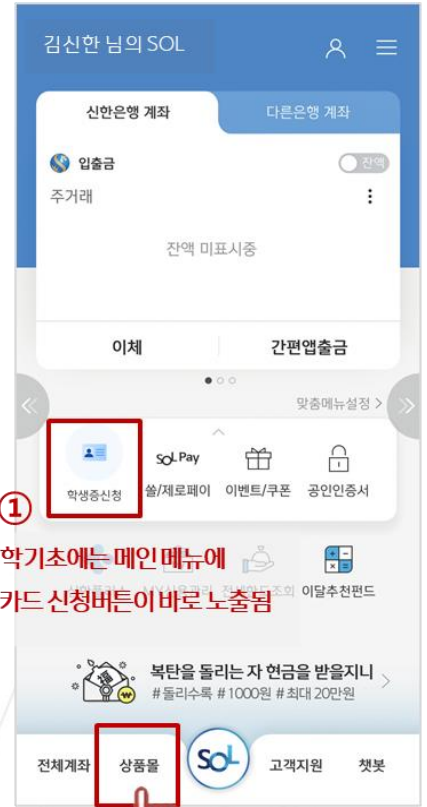 김신한 님의 SOL
신한은행 계좌
다른은행 계좌
입출금
잔액
주거래
잔액 미표시중
이체
간편앱출금
맞춤메뉴설정 >
SOL Pay
학생증신청
쏠/제로페이
이벤트/쿠폰
공인인증서
①
학기초에는 메인 메뉴에
카드 신청버튼이 바로 노출됨
이달추천펀드
복탄을 돌리는 자 현금을 받을지니
#돌리수록 #1000원 #최대 20만원
전체계좌
상품몰
SOL
고객지원
챗봇